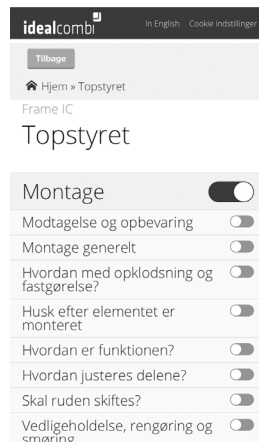 idealcombi
In English Cookie indstillinger
Tilbage
Hjem » Topstyret
Frame IC
Topstyret
Montage
Modtagelse og opbevaring
Montage generelt
Hvordan med opklodsning og
fastgørelse?
Husk efter elementet er
monteret
Hvordan er funktionen?
Hvordan justeres delene?
Skal ruden skiftes?
Vedligeholdelse, rengøring og
smøring